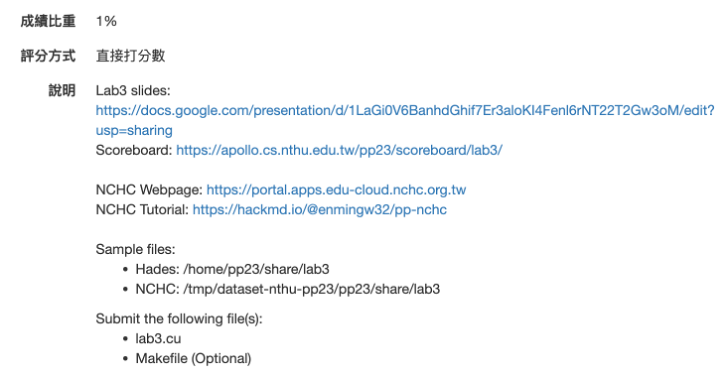 成績比重 1%
評分方式 直接打分數
說明 Lab3 slides:
https://docs.google.com/presentation/d/1LaGi0V6BanhdGhif7Er3aloKI4Fenl6rNT22T2Gw3oM/edit?
usp=sharing
Scoreboard: https://apollo.cs.nthu.edu.tw/pp23/scoreboard/lab3/
NCHC Webpage: https://portal.apps.edu-cloud.nchc.org.tw
NCHC Tutorial: https://hackmd.io/@enmingw32/pp-nchc
Sample files:
• Hades: /home/pp23/share/lab3
• NCHC: /tmp/dataset-nthu-pp23/pp23/share/lab3
Submit the following file(s):
• lab3.cu
• Makefile (Optional)